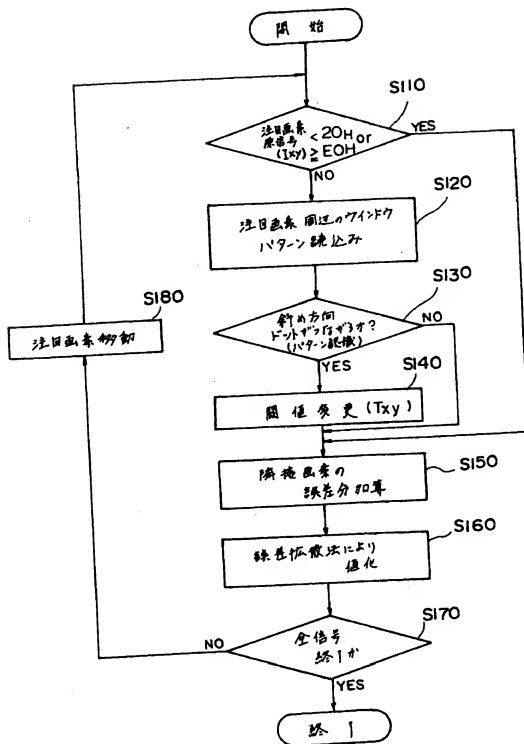 開始
S110
注目画素
原信号 < 20H or
(Ixy) ≧ E0H
YES
NO
S120
注目画素周辺のウインドウ
パターン読込み
S130
斜め方向
ドットがつながるか?
(パターン認識)
NO
YES
S180
注目画素移動
S140
閾値変更 (Txy)
S150
隣接画素の
誤差分加算
S160
誤差拡散法により
値化
S170
全信号
終了か
NO
YES
終了